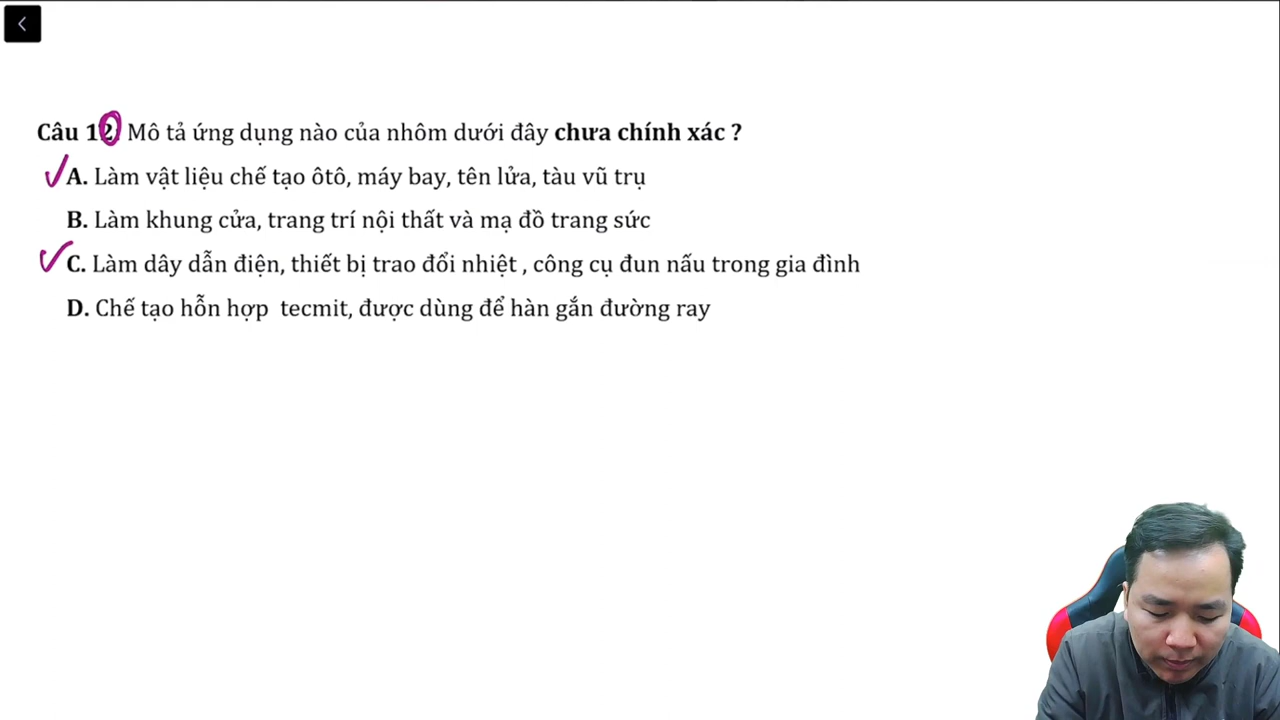 Câu 12. Mô tả ứng dụng nào của nhôm dưới đây chưa chính xác ?
A. Làm vật liệu chế tạo ôtô, máy bay, tên lửa, tàu vũ trụ
B. Làm khung cửa, trang trí nội thất và mạ đồ trang sức
C. Làm dây dẫn điện, thiết bị trao đổi nhiệt , công cụ đun nấu trong gia đình
D. Chế tạo hỗn hợp  tecmit, được dùng để hàn gắn đường ray